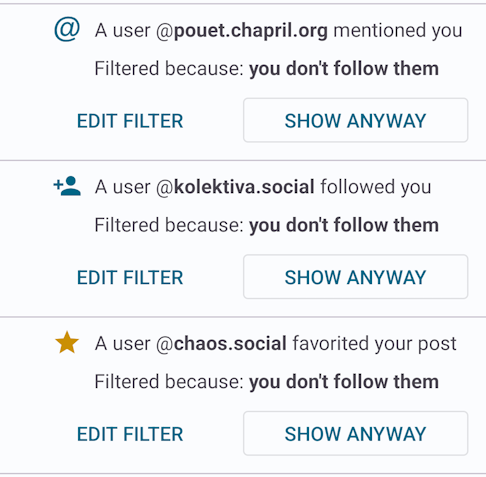 @ A user @pouet.chapril.org mentioned you
Filtered because: you don't follow them
EDIT FILTER SHOW ANYWAY
A user @kolektiva.social followed you
Filtered because: you don't follow them
EDIT FILTER SHOW ANYWAY
A user @chaos.social favorited your post
Filtered because: you don't follow them
EDIT FILTER SHOW ANYWAY